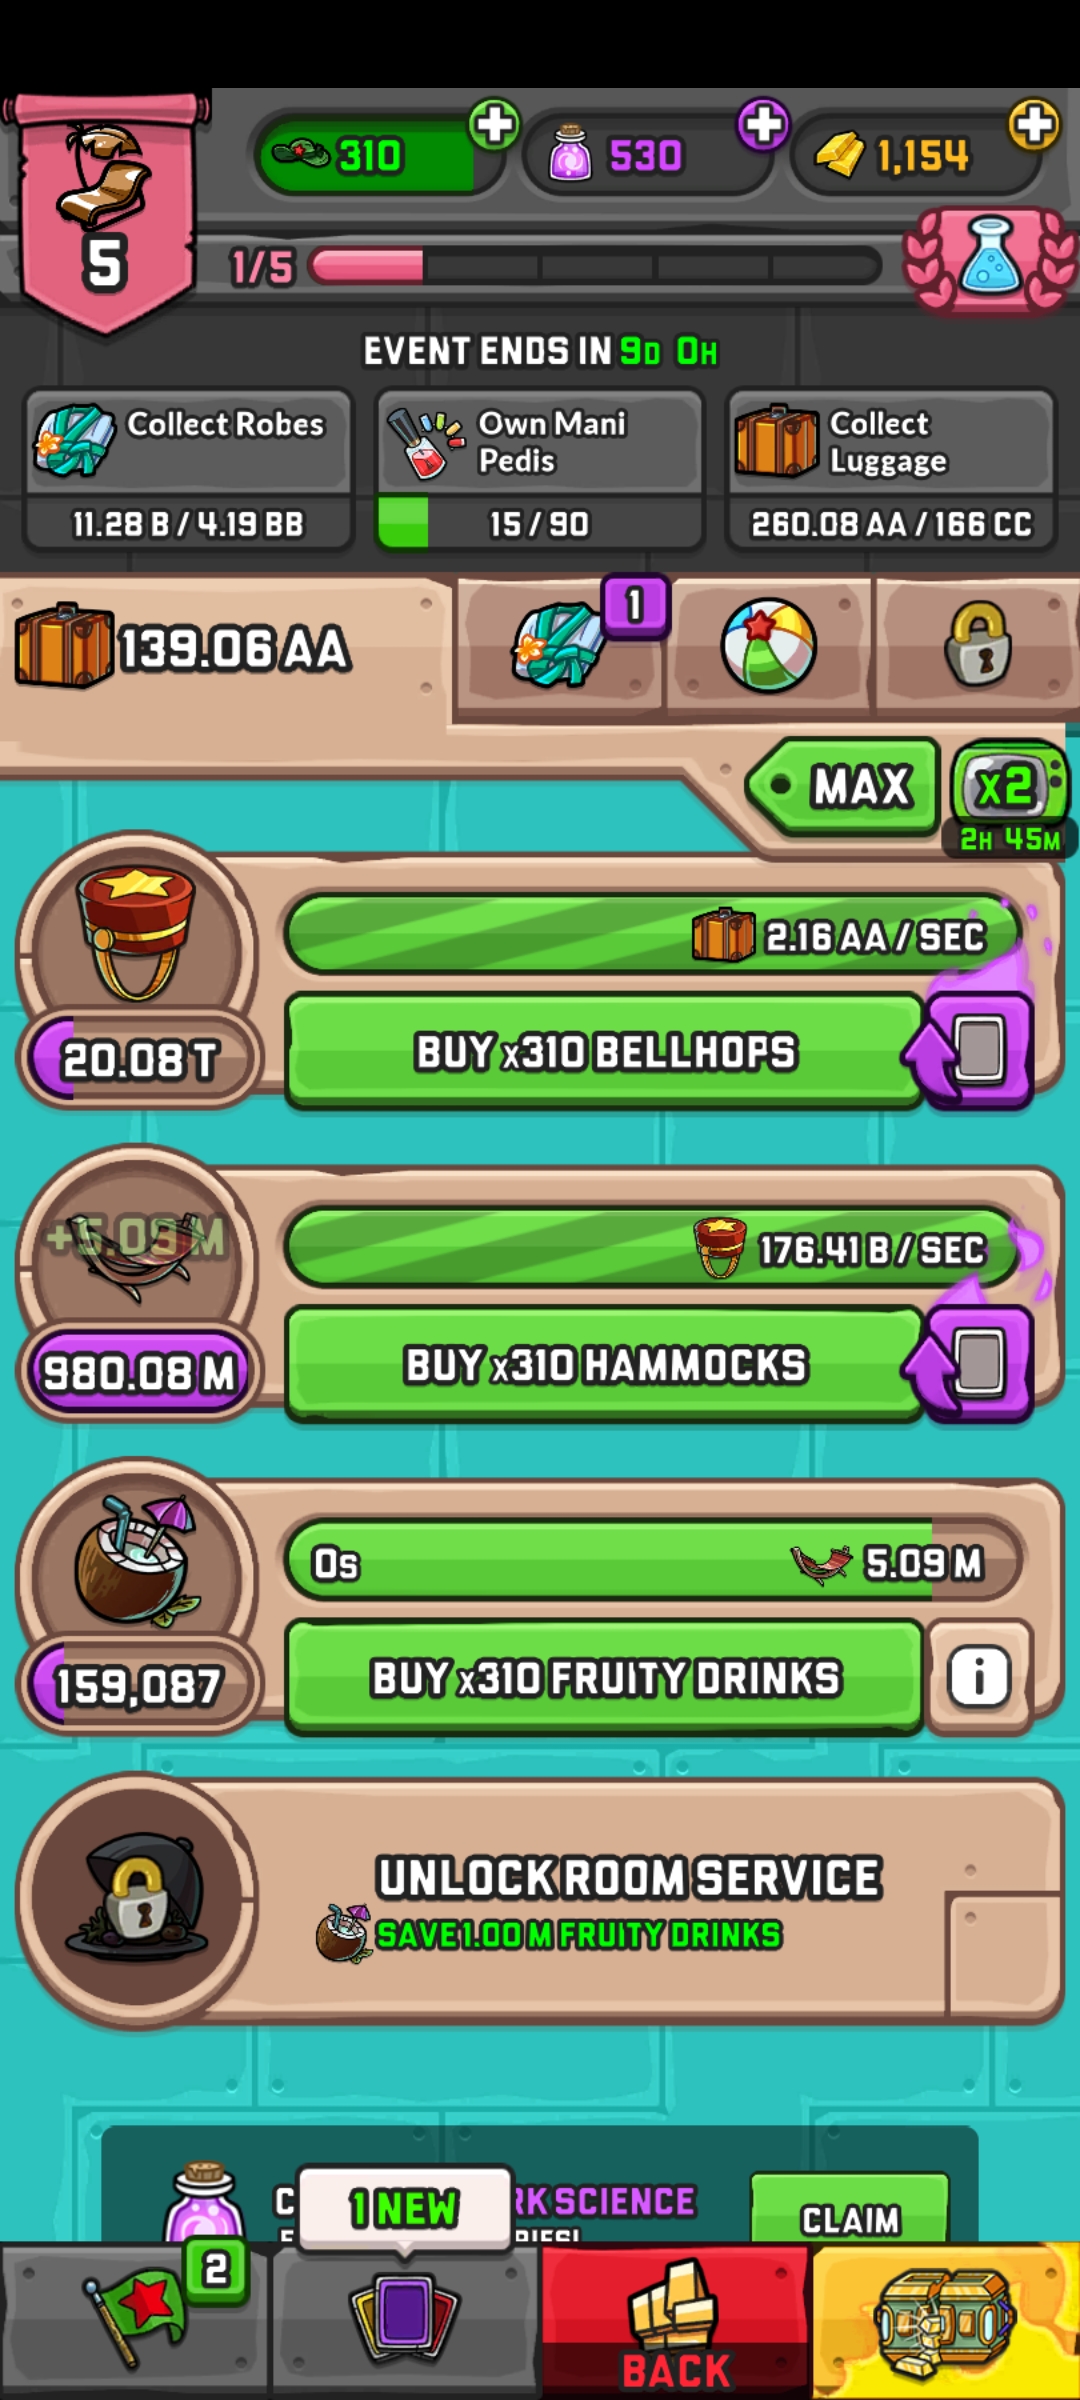 310
530
1,154
5
1/5
EVENT ENDS IN 9D 0H
Collect Robes
11.28 B / 4.19 BB
Own Mani
Pedis
15 / 90
Collect
Luggage
260.08 AA / 166 CC
139.06 AA
1
MAX
x2
2H 45M
2.16 AA / SEC
20.08 T
BUY x310 BELLHOPS
+5.09 M
176.41 B / SEC
980.08 M
BUY x310 HAMMOCKS
0s
5.09 M
159,087
BUY x310 FRUITY DRINKS
i
UNLOCK ROOM SERVICE
SAVE 1.00 M FRUITY DRINKS
SCIENCE
CLAIM
1 NEW
2
BACK